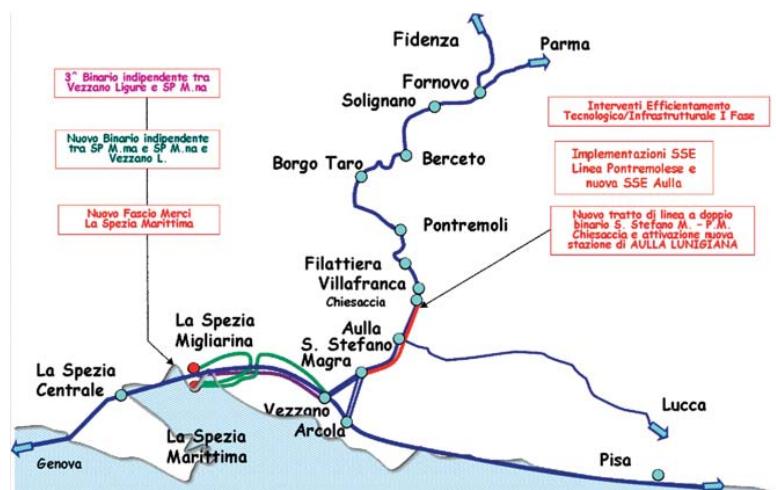 Fidenza
Parma
Fornovo
Solignano
Berceto
Borgo Taro
Pontremoli
Filattiera
Villafranca
Chiesaccia
Aulla
S. Stefano
Magra
La Spezia
Migliarina
La Spezia
Centrale
Vezzano
Arcola
La Spezia
Marittima
Genova
Lucca
Pisa
3^ Binario indipendente tra
Vezzano Ligure e SP M.na
Nuovo Binario indipendente
tra SP M.ma e SP M.na e
Vezzano L.
Nuovo Fascio Merci
La Spezia Marittima
Interventi Efficientamento
Tecnologico/Infrastrutturale I Fase
Implementazioni SSE
Linea Pontremolese e
nuova SSE Aulla
Nuovo tratto di linea a doppio
binario S. Stefano M. - P.M.
Chiesaccia e attivazione nuova
stazione di AULLA LUNIGIANA